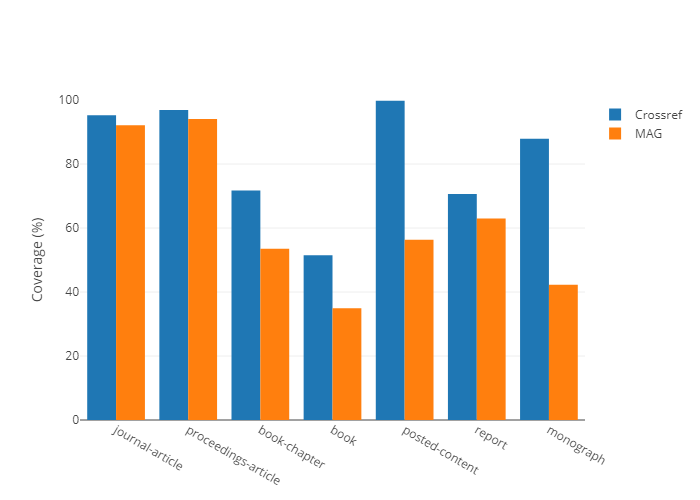 100
80
60
40
20
0
Coverage (%)
journal-article
proceedings-article
book-chapter
book
posted-content
report
monograph
Crossref
MAG